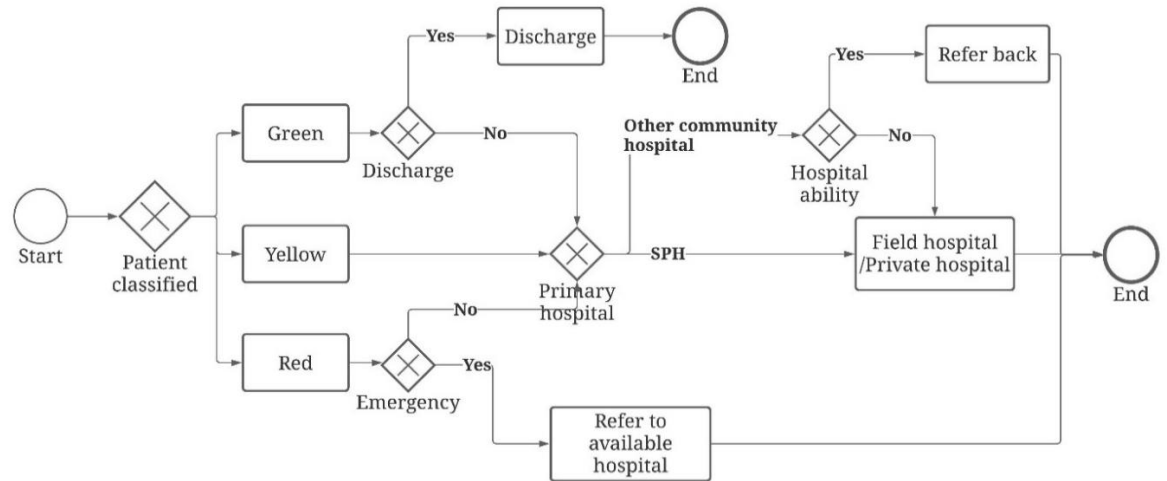 Yes
Discharge
End
Yes
Refer back
Green
No
Discharge
Other community
hospital
No
Hospital
ability
Start
Patient
classified
Yellow
Primary
hospital
SPH
Field hospital
/Private hospital
End
Red
No
Emergency
Yes
Refer to
available
hospital